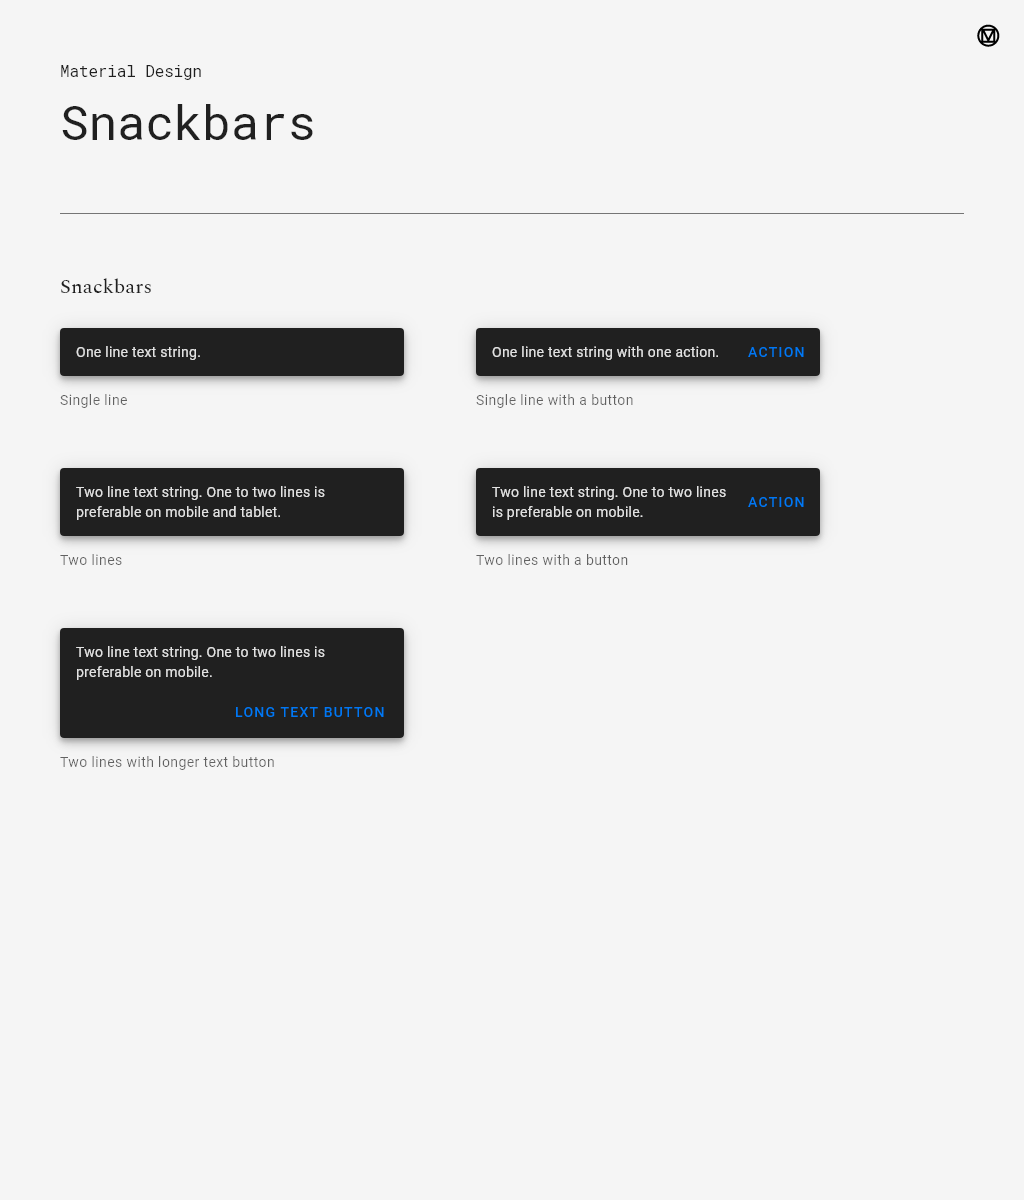 Material Design
Snackbars
Snackbars
One line text string.
Single line
One line text string with one action.
ACTION
Single line with a button
Two line text string. One to two lines is
preferable on mobile and tablet.
Two lines
Two line text string. One to two lines
is preferable on mobile.
ACTION
Two lines with a button
Two line text string. One to two lines is
preferable on mobile.
LONG TEXT BUTTON
Two lines with longer text button